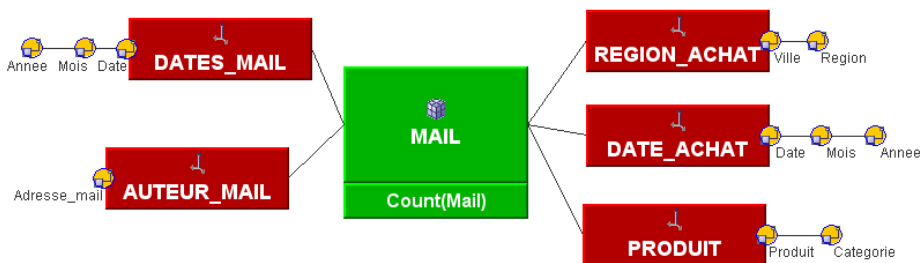 DATES_MAIL
Annee Mois Date
AUTEUR_MAIL
Adresse_mail
MAIL
Count(Mail)
REGION_ACHAT
Ville Region
DATE_ACHAT
Date Mois Annee
PRODUIT
Produit Categorie